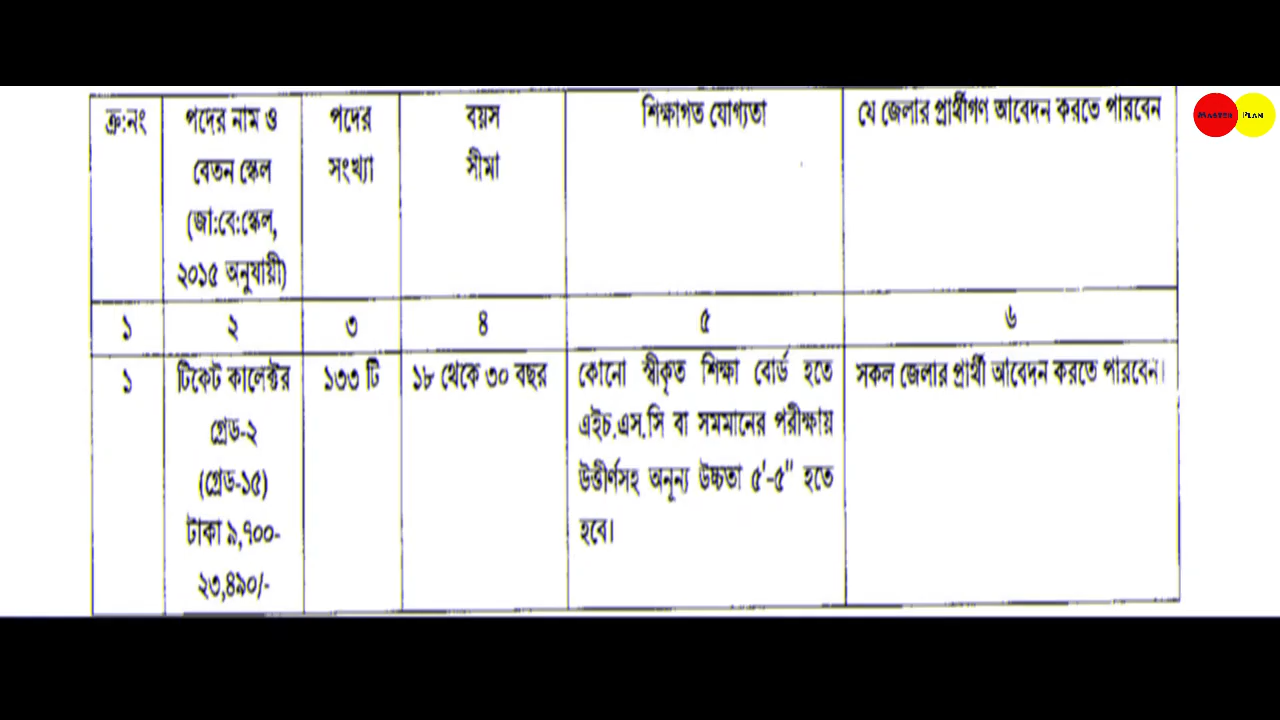 ক্র:নং
পদের নাম ও
বেতন স্কেল
(জা:বে:স্কেল,
২০১৫ অনুযায়ী)
পদের
সংখ্যা
বয়স
সীমা
শিক্ষাগত যোগ্যতা
যে জেলার প্রার্থীগণ আবেদন করতে পারবেন
MASTER PLAN
১
২
৩
৪
৫
৬
১
টিকেট কালেক্টর
গ্রেড-২
(গ্রেড-১৫)
টাকা ৯,৭০০-
২৩,৪৯০/-
১৩৩ টি
১৮ থেকে ৩০ বছর
কোনো স্বীকৃত শিক্ষা বোর্ড হতে
এইচ.এস.সি বা সমমানের পরীক্ষায়
উত্তীর্ণসহ অনূন্য উচ্চতা ৫'-৫" হতে
হবে।
সকল জেলার প্রার্থী আবেদন করতে পারবেন।